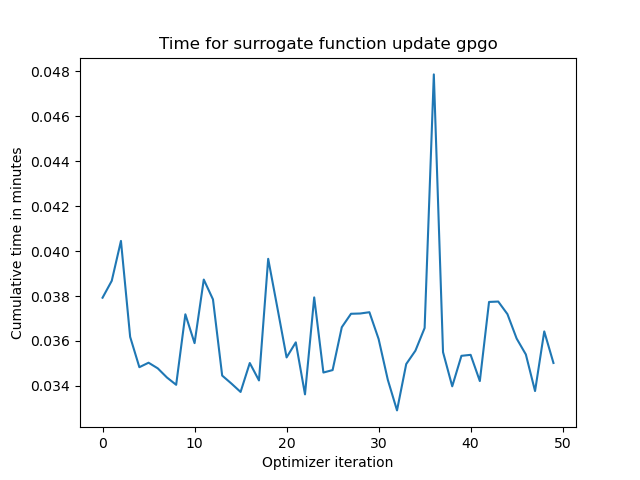 Time for surrogate function update gpgo
Cumulative time in minutes
0.048
0.046
0.044
0.042
0.040
0.038
0.036
0.034
0 10 20 30 40 50
Optimizer iteration